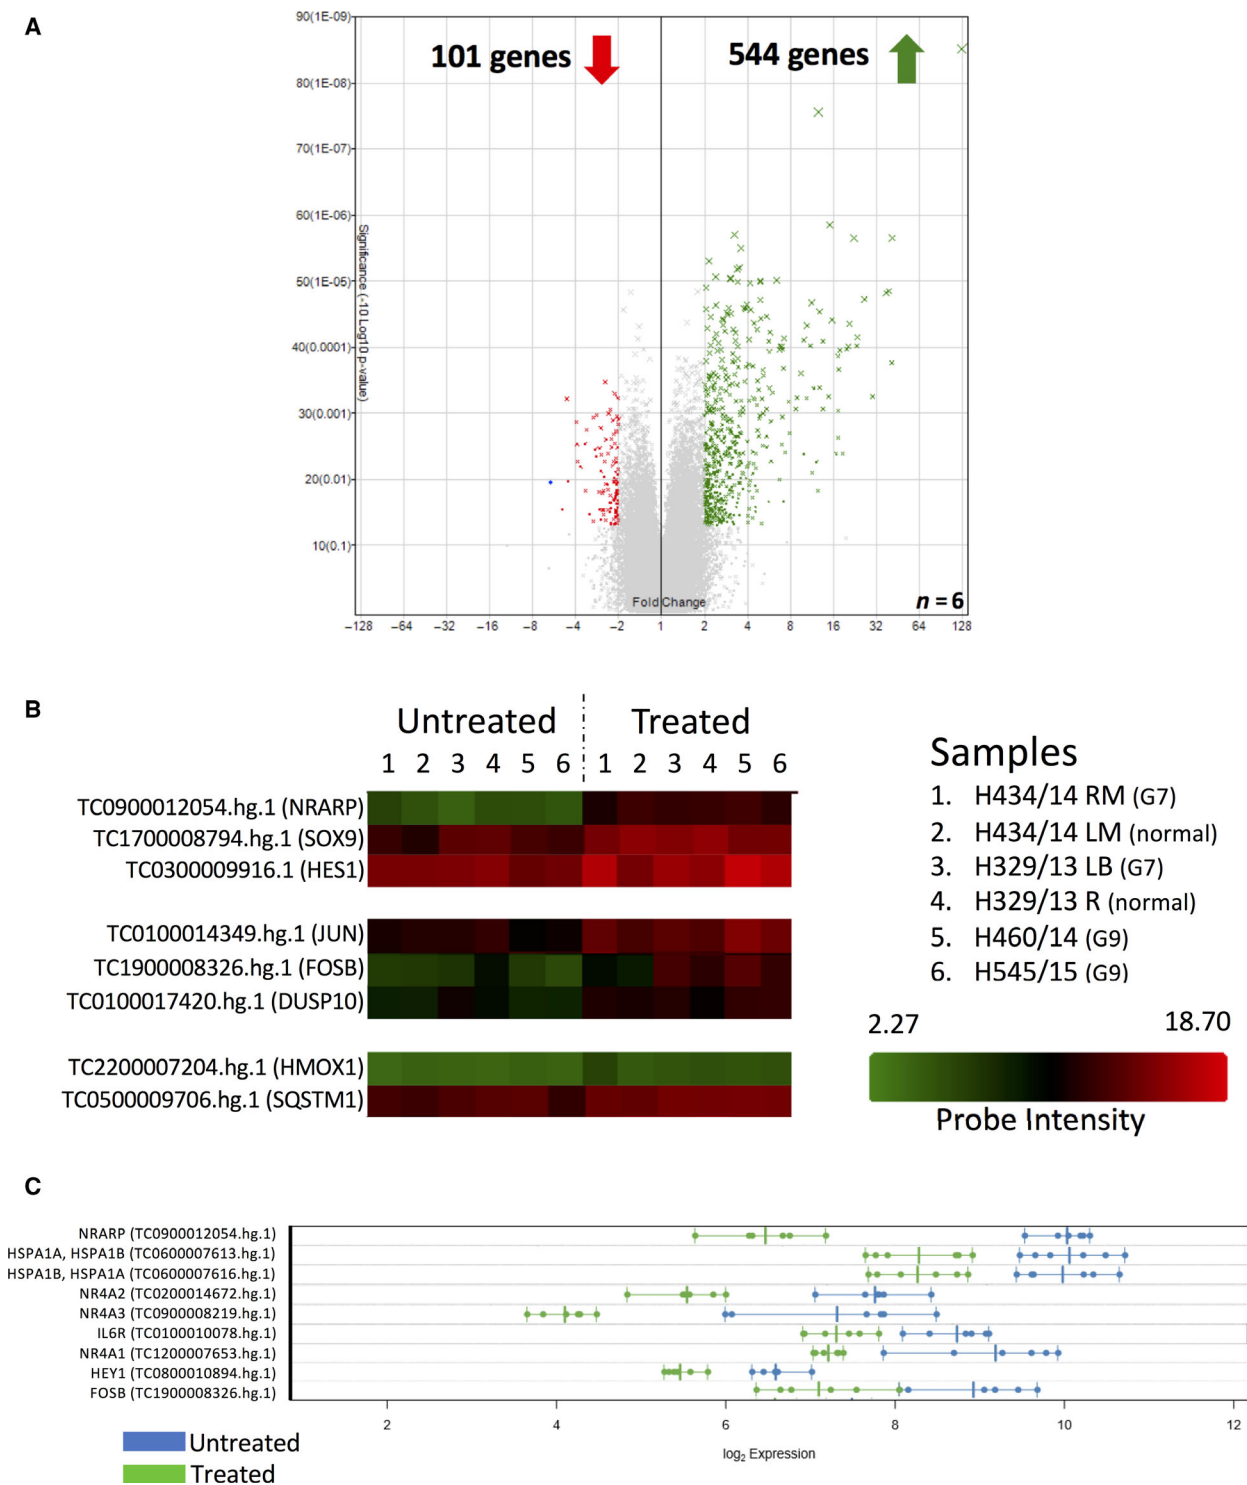 A
90(1E-09)
80(1E-08)
70(1E-07)
60(1E-06)
50(1E-05)
40(0.0001)
30(0.001)
20(0.01)
10(0.1)
Significance (-10 Log10 p-value)
101 genes
544 genes
Fold Change
n = 6
−128 −64 −32 −16 −8 −4 −2 1 2 4 8 16 32 64 128
B
Untreated Treated
1 2 3 4 5 6 1 2 3 4 5 6
TC0900012054.hg.1 (NRARP)
TC1700008794.hg.1 (SOX9)
TC0300009916.1 (HES1)
TC0100014349.hg.1 (JUN)
TC1900008326.hg.1 (FOSB)
TC0100017420.hg.1 (DUSP10)
TC2200007204.hg.1 (HMOX1)
TC0500009706.hg.1 (SQSTM1)
Samples
1. H434/14 RM (G7)
2. H434/14 LM (normal)
3. H329/13 LB (G7)
4. H329/13 R (normal)
5. H460/14 (G9)
6. H545/15 (G9)
2.27 18.70
Probe Intensity
C
NRARP (TC0900012054.hg.1)
HSPA1A, HSPA1B (TC0600007613.hg.1)
HSPA1B, HSPA1A (TC0600007616.hg.1)
NR4A2 (TC0200014672.hg.1)
NR4A3 (TC0900008219.hg.1)
IL6R (TC0100010078.hg.1)
NR4A1 (TC1200007653.hg.1)
HEY1 (TC0800010894.hg.1)
FOSB (TC1900008326.hg.1)
2 4 6 8 10 12
log2 Expression
Untreated
Treated